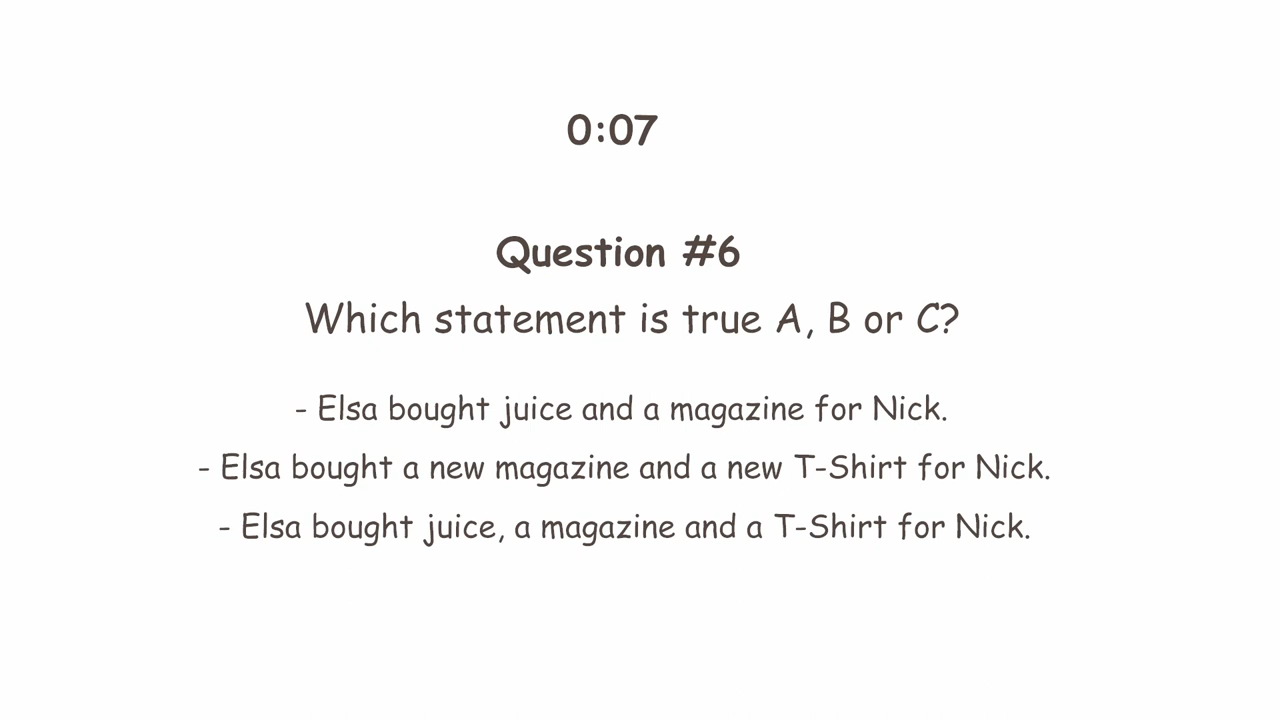 0:07
Question #6
Which statement is true A, B or C?
- Elsa bought juice and a magazine for Nick.
- Elsa bought a new magazine and a new T-Shirt for Nick.
- Elsa bought juice, a magazine and a T-Shirt for Nick.